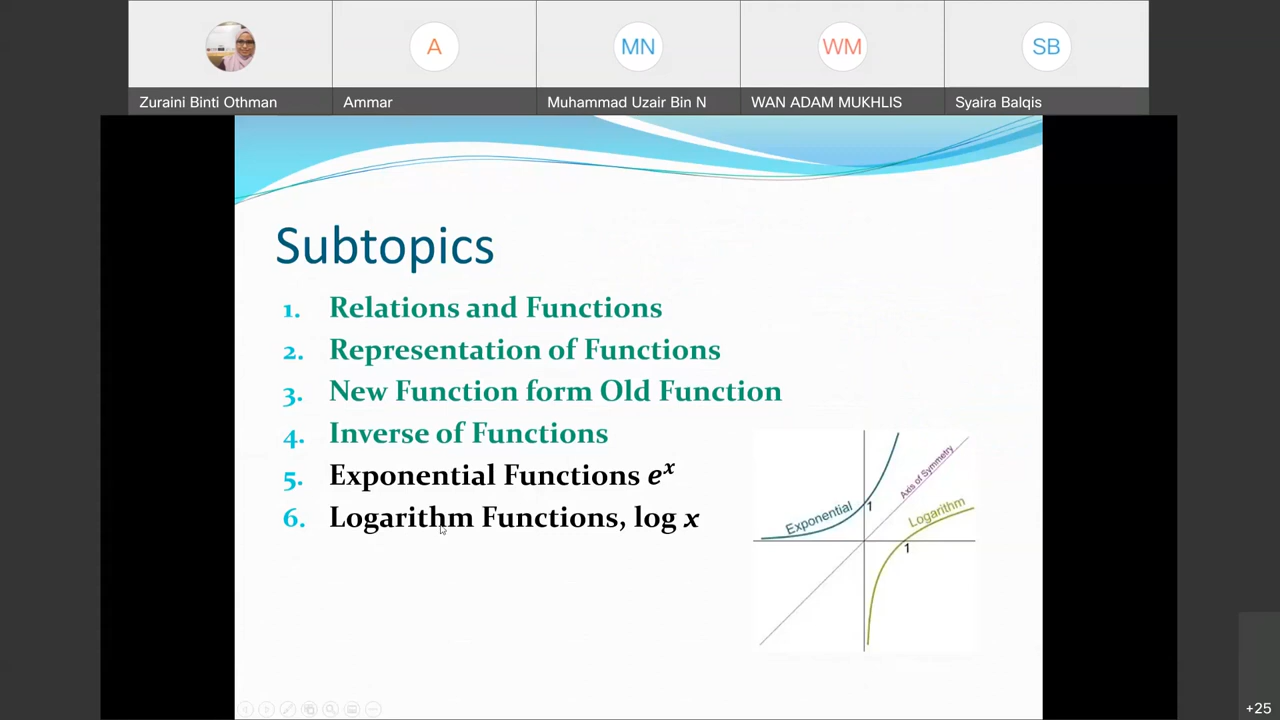 Zuraini Binti Othman
A
Ammar
MN
Muhammad Uzair Bin N
WM
WAN ADAM MUKHLIS
SB
Syaira Balqis
Subtopics
1. Relations and Functions
2. Representation of Functions
3. New Function form Old Function
4. Inverse of Functions
5. Exponential Functions eˣ
6. Logarithm Functions, log x
Exponential
1
Axis of Symmetry
Logarithm
1
+25